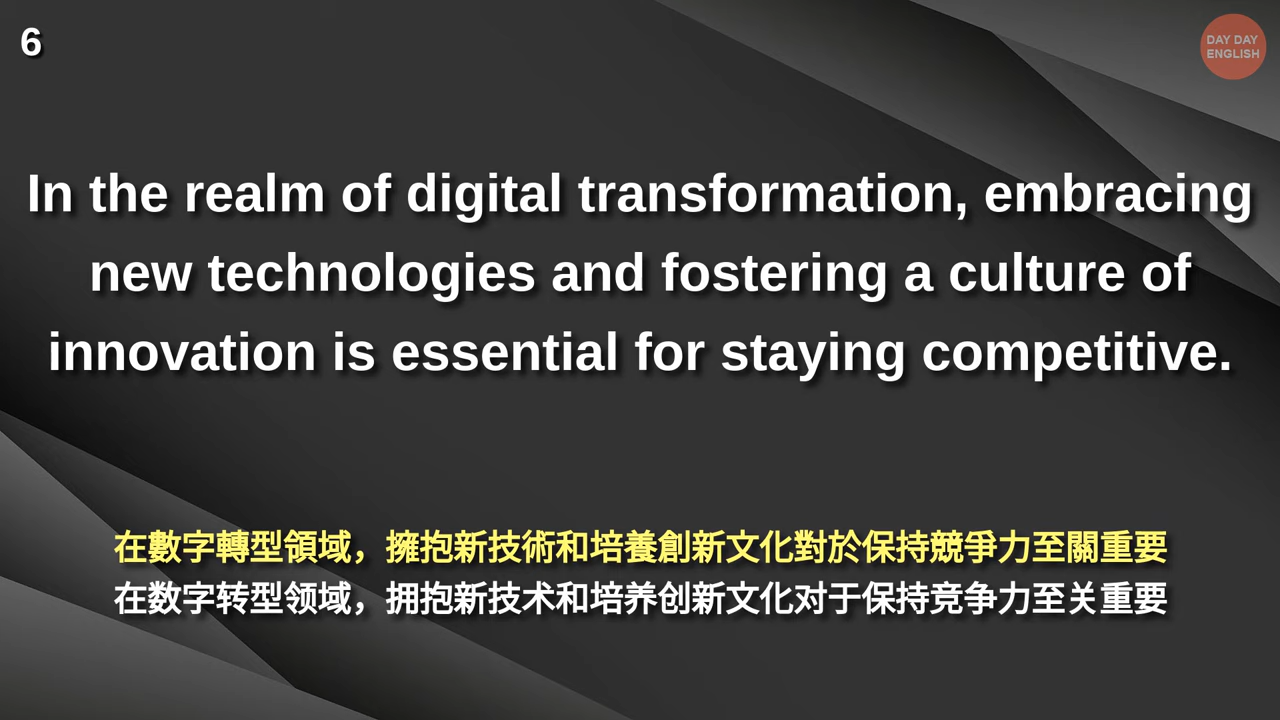 6
DAY DAY
ENGLISH
In the realm of digital transformation, embracing
new technologies and fostering a culture of
innovation is essential for staying competitive.
在數字轉型領域，擁抱新技術和培養創新文化對於保持競爭力至關重要
在数字转型领域，拥抱新技术和培养创新文化对于保持竞争力至关重要